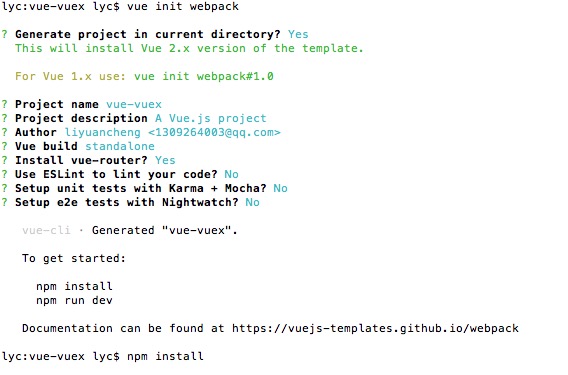 lyc:vue-vuex lyc$ vue init webpack
? Generate project in current directory? Yes
This will install Vue 2.x version of the template.
For Vue 1.x use: vue init webpack#1.0
? Project name vue-vuex
? Project description A Vue.js project
? Author liyuancheng <1309264003@qq.com>
? Vue build standalone
? Install vue-router? Yes
? Use ESLint to lint your code? No
? Setup unit tests with Karma + Mocha? No
? Setup e2e tests with Nightwatch? No
vue-cli · Generated "vue-vuex".
To get started:
npm install
npm run dev
Documentation can be found at https://vuejs-templates.github.io/webpack
lyc:vue-vuex lyc$ npm install